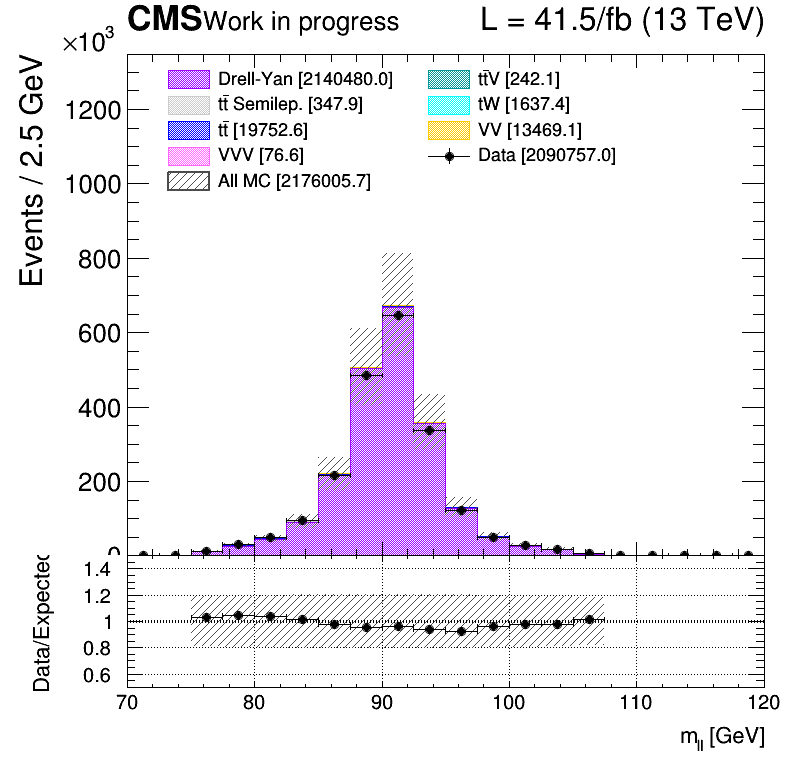 CMS Work in progress L = 41.5/fb (13 TeV)
×10³
Events / 2.5 GeV
Drell-Yan [2140480.0]
tt̄ Semilep. [347.9]
tt̄ [19752.6]
VVV [76.6]
All MC [2176005.7]
tt̄V [242.1]
tW [1637.4]
VV [13469.1]
Data [2090757.0]
1200
1000
800
600
400
200
0
Data/Expected
1.4
1.2
1
0.8
0.6
70 80 90 100 110 120
m_ll [GeV]